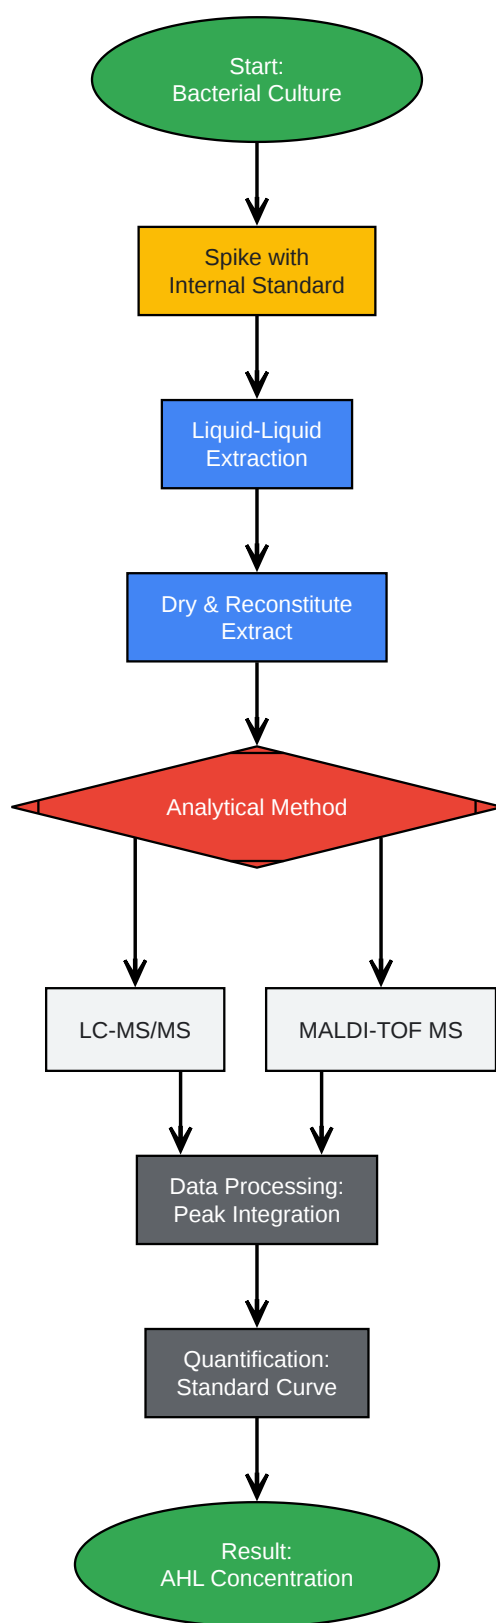 Start:
Bacterial Culture
Spike with
Internal Standard
Liquid-Liquid
Extraction
Dry & Reconstitute
Extract
Analytical Method
LC-MS/MS
MALDI-TOF MS
Data Processing:
Peak Integration
Quantification:
Standard Curve
Result:
AHL Concentration